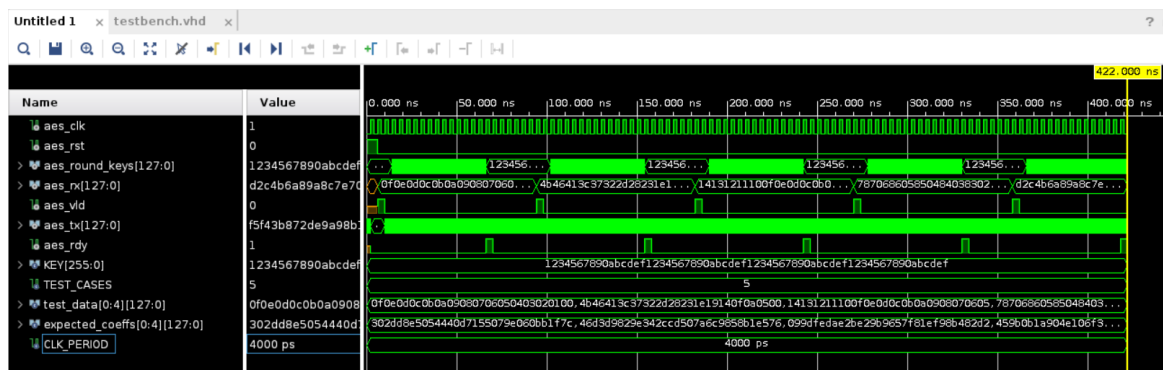 Untitled 1 × testbench.vhd × ?
422.000 ns
Name Value 0.000 ns 50.000 ns 100.000 ns 150.000 ns 200.000 ns 250.000 ns 300.000 ns 350.000 ns 400.000 ns
aes_clk 1
aes_rst 0
aes_round_keys[127:0] 1234567890abcdef ... 123456... 123456... 123456... 123456...
aes_rx[127:0] d2c4b6a89a8c7e70 0f0e0d0c0b0a090807060... 4b46413c37322d28231e1... 14131211100f0e0d0c0b0... 78706860585048403830​2... d2c4b6a89a8c7e...
aes_vld 0
aes_tx[127:0] f5f43b872de9a98b
aes_rdy 1
KEY[255:0] 1234567890abcdef 1234567890abcdef1234567890abcdef1234567890abcdef1234567890abcdef
TEST_CASES 5 5
test_data[0:4][127:0] 0f0e0d0c0b0a0908 0f0e0d0c0b0a09080706050403020100,4b46413c37322d28231e19140f0a0500,14131211100f0e0d0c0b0a0908070605,78706860585048403...
expected_coeffs[0:4][127:0] 302dd8e5054440d 302dd8e5054440d7155079e060bb1f7c,46d3d9829e342ccd507a6c9858b1e576,099dfedae2be29b9657f81ef98b482d2,459b0b1a904e106f3...
CLK_PERIOD 4000 ps 4000 ps